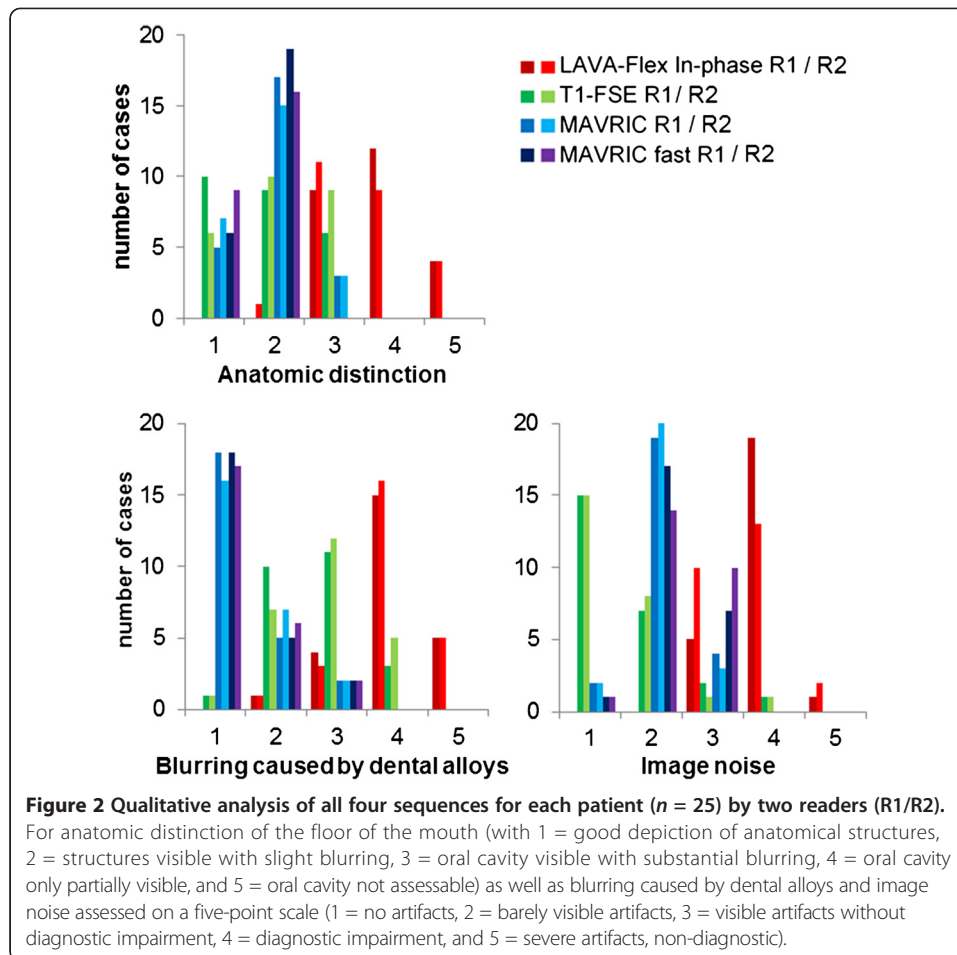 20
15
10
5
0
number of cases
1 2 3 4 5
Anatomic distinction
LAVA-Flex In-phase R1 / R2
T1-FSE R1/ R2
MAVRIC R1 / R2
MAVRIC fast R1 / R2
20
15
10
5
0
number of cases
1 2 3 4 5
Blurring caused by dental alloys
20
15
10
5
0
1 2 3 4 5
Image noise
Figure 2 Qualitative analysis of all four sequences for each patient (n = 25) by two readers (R1/R2).
For anatomic distinction of the floor of the mouth (with 1 = good depiction of anatomical structures,
2 = structures visible with slight blurring, 3 = oral cavity visible with substantial blurring, 4 = oral cavity
only partially visible, and 5 = oral cavity not assessable) as well as blurring caused by dental alloys and image
noise assessed on a five-point scale (1 = no artifacts, 2 = barely visible artifacts, 3 = visible artifacts without
diagnostic impairment, 4 = diagnostic impairment, and 5 = severe artifacts, non-diagnostic).